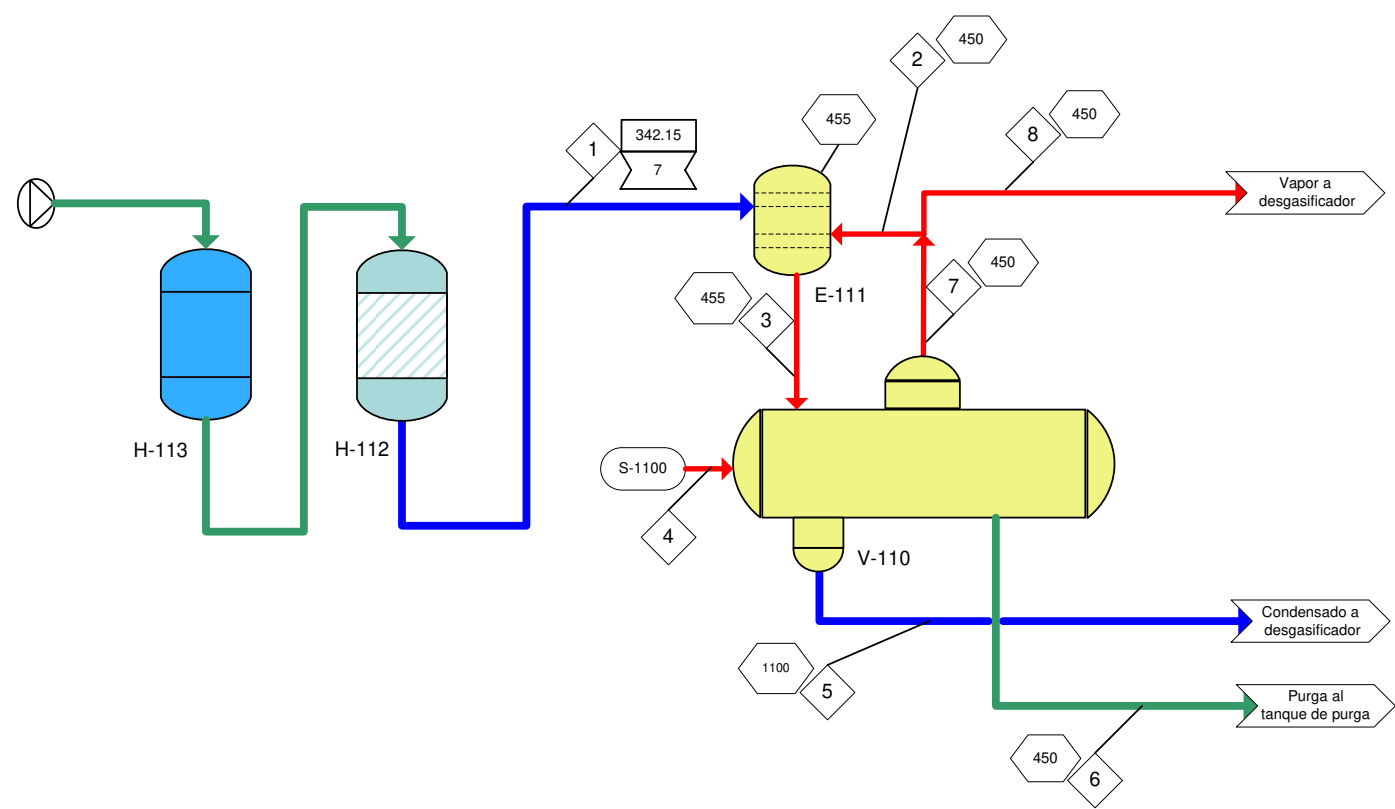 2
450
455
8
450
1
342.15
7
Vapor a
desgasificador
7
450
E-111
455
3
H-113
H-112
S-1100
4
V-110
Condensado a
desgasificador
1100
5
Purga al
tanque de purga
450
6